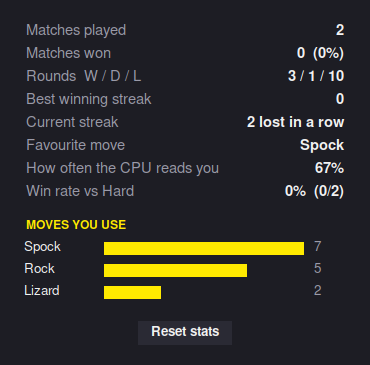 Matches played 2
Matches won 0 (0%)
Rounds W / D / L 3 / 1 / 10
Best winning streak 0
Current streak 2 lost in a row
Favourite move Spock
How often the CPU reads you 67%
Win rate vs Hard 0% (0/2)
MOVES YOU USE
Spock 7
Rock 5
Lizard 2
Reset stats